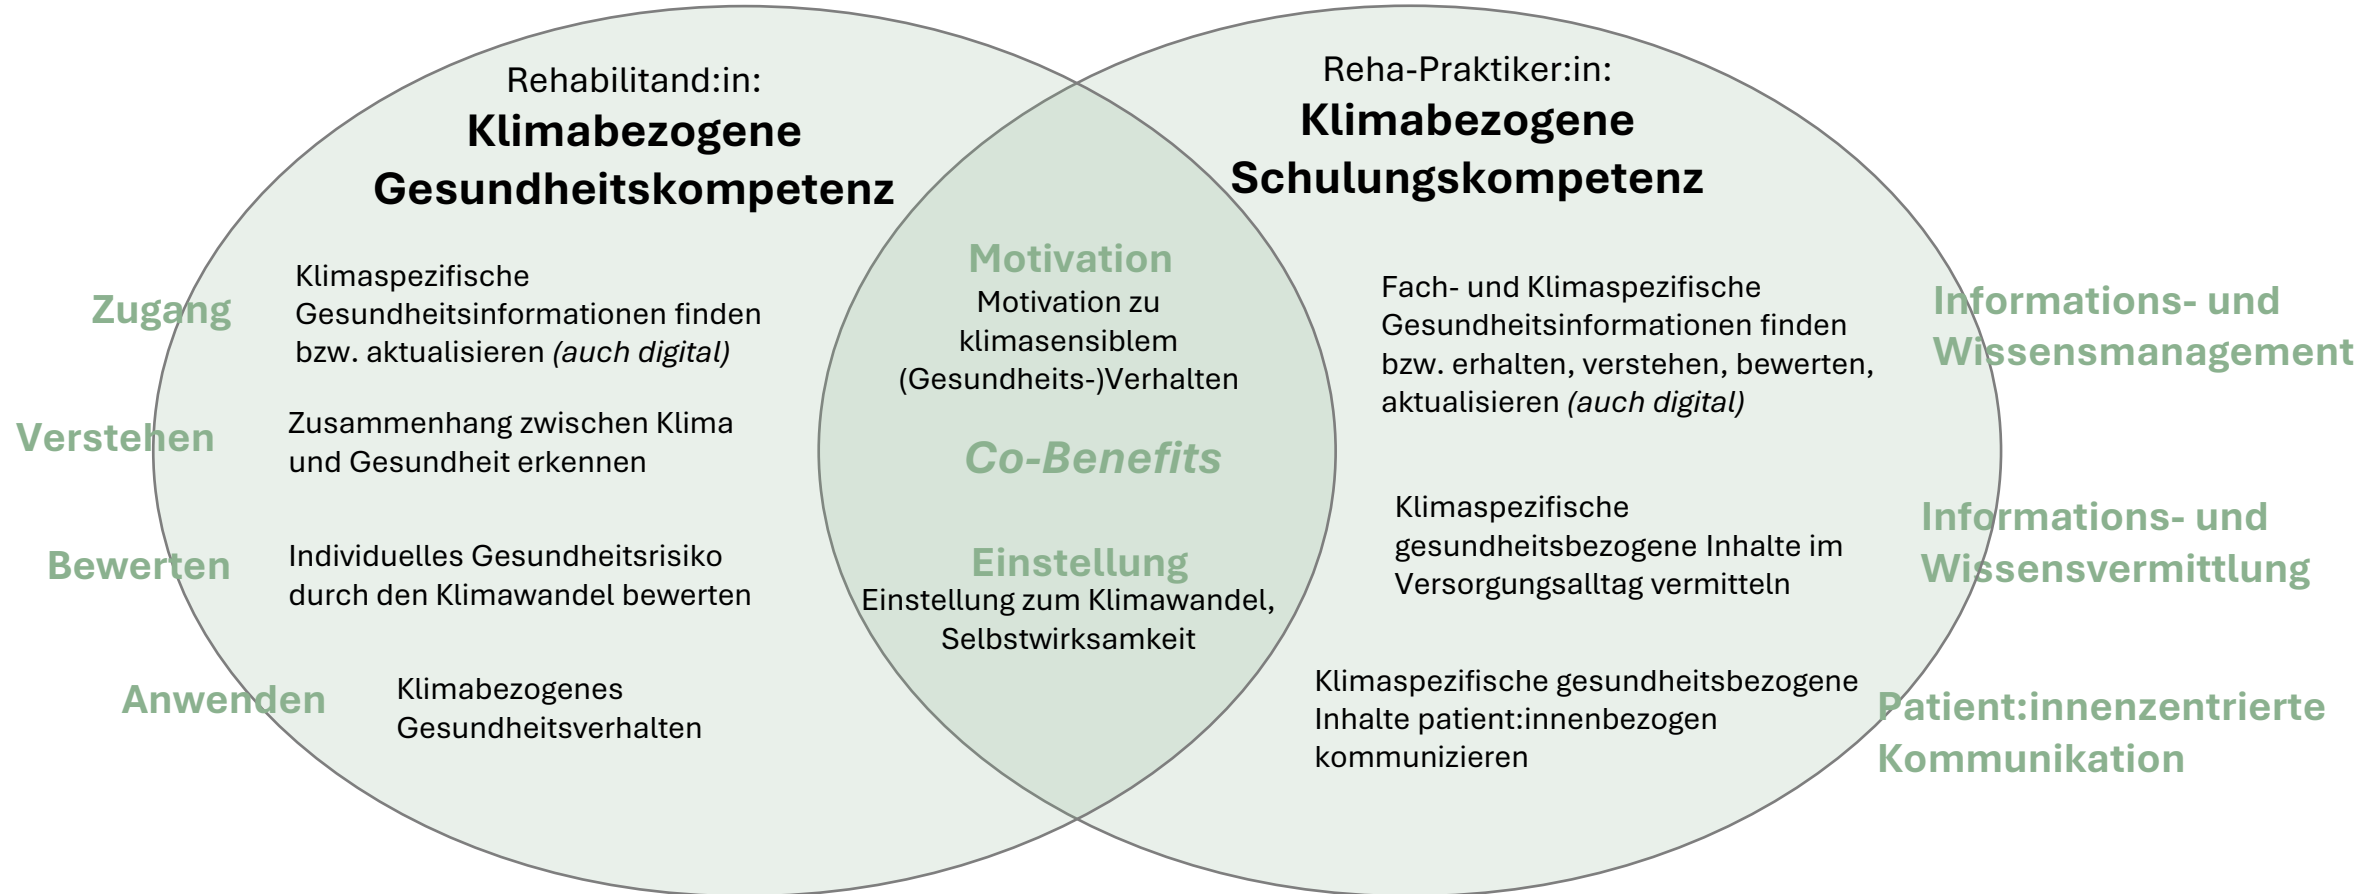 Rehabilitand:in:
Klimabezogene
Gesundheitskompetenz
Zugang
Klimaspezifische
Gesundheitsinformationen finden
bzw. aktualisieren (auch digital)
Verstehen
Zusammenhang zwischen Klima
und Gesundheit erkennen
Bewerten
Individuelles Gesundheitsrisiko
durch den Klimawandel bewerten
Anwenden
Klimabezogenes
Gesundheitsverhalten
Motivation
Motivation zu
klimasensiblem
(Gesundheits-)Verhalten
Co-Benefits
Einstellung
Einstellung zum Klimawandel,
Selbstwirksamkeit
Reha-Praktiker:in:
Klimabezogene
Schulungskompetenz
Fach- und Klimaspezifische
Gesundheitsinformationen finden
bzw. erhalten, verstehen, bewerten,
aktualisieren (auch digital)
Informations- und
Wissensmanagement
Klimaspezifische
gesundheitsbezogene Inhalte im
Versorgungsalltag vermitteln
Informations- und
Wissensvermittlung
Klimaspezifische gesundheitsbezogene
Inhalte patient:innenbezogen
kommunizieren
Patient:innenzentrierte
Kommunikation